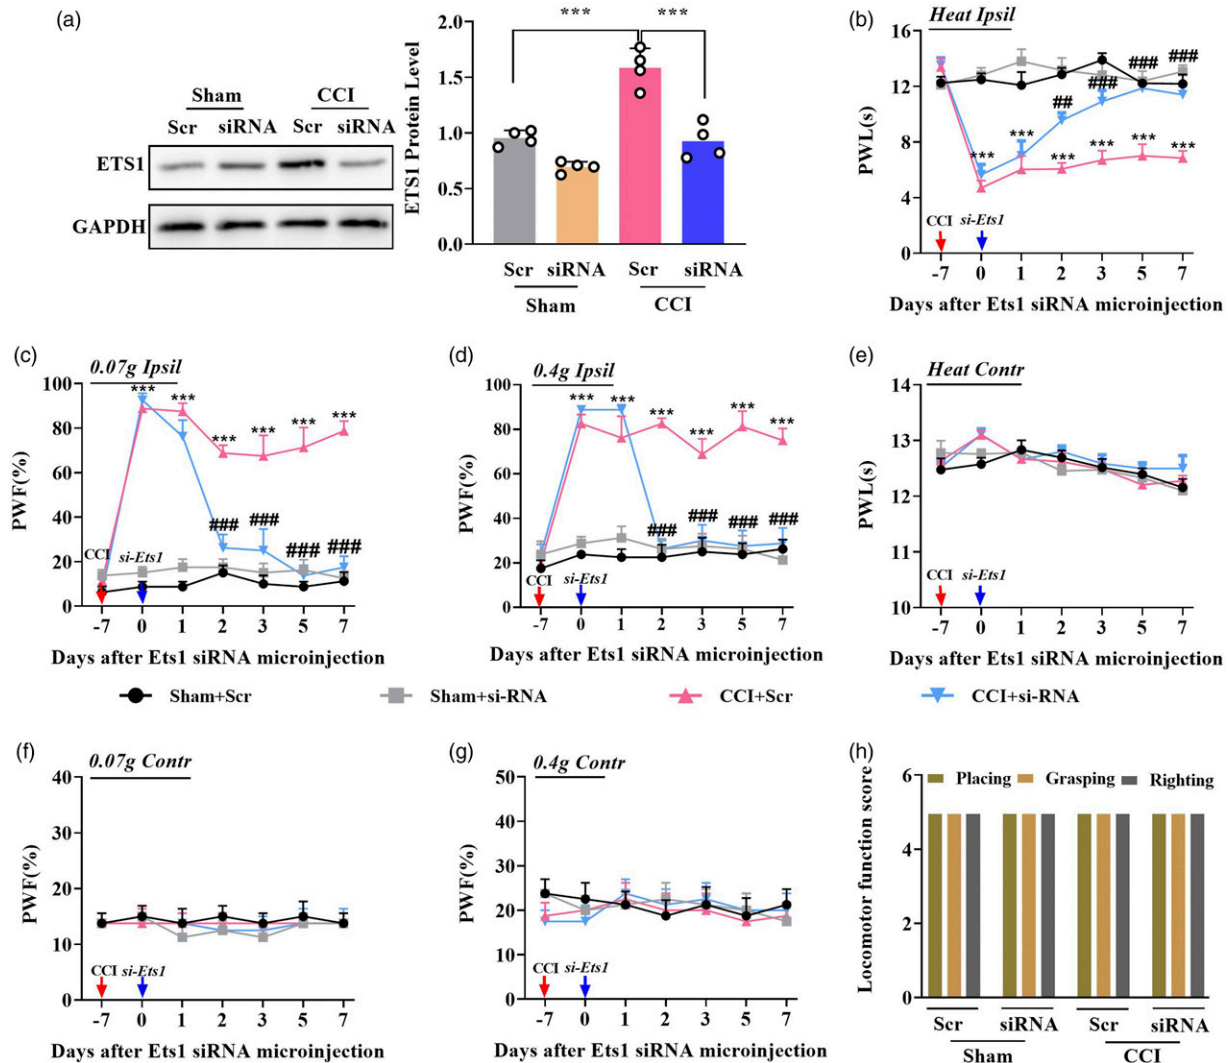 (a)
Sham CCI
Scr siRNA Scr siRNA
ETS1
GAPDH
ETS1 Protein Level
2.0
1.5
1.0
0.5
0.0
*** ***
Scr siRNA Scr siRNA
Sham CCI
(b)
Heat Ipsil
PWL(s)
16
12
8
4
0
*** *** ## ### ### ###
*** *** *** ***
CCI si-Ets1
-7 0 1 2 3 5 7
Days after Ets1 siRNA microinjection
(c)
0.07g Ipsil
PWF(%)
100
80
60
40
20
0
*** *** *** *** *** ***
### ### ### ###
CCI si-Ets1
-7 0 1 2 3 5 7
Days after Ets1 siRNA microinjection
(d)
0.4g Ipsil
PWF(%)
100
80
60
40
20
0
*** *** *** *** *** ***
### ### ### ###
CCI si-Ets1
-7 0 1 2 3 5 7
Days after Ets1 siRNA microinjection
(e)
Heat Contr
PWL(s)
14
13
12
11
10
CCI si-Ets1
-7 0 1 2 3 5 7
Days after Ets1 siRNA microinjection
Sham+Scr Sham+si-RNA CCI+Scr CCI+si-RNA
(f)
0.07g Contr
PWF(%)
40
30
20
10
0
CCI si-Ets1
-7 0 1 2 3 5 7
Days after Ets1 siRNA microinjection
(g)
0.4g Contr
PWF(%)
50
40
30
20
10
0
CCI si-Ets1
-7 0 1 2 3 5 7
Days after Ets1 siRNA microinjection
(h)
Locomotor function score
6
4
2
0
Placing Grasping Righting
Scr siRNA Scr siRNA
Sham CCI